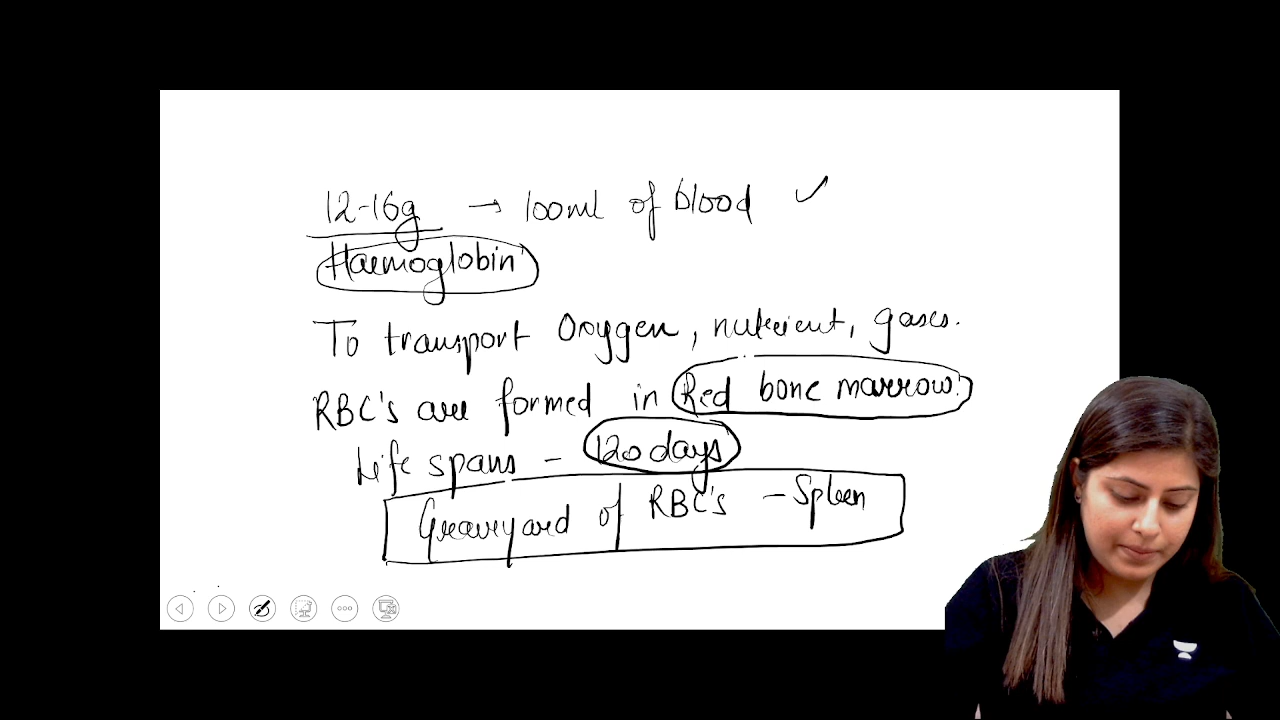 12-16g → 100ml of blood ✓
Haemoglobin
To transport Oxygen, nutrient, gases.
RBC's are formed in Red bone marrow.
Life spans - 120 days
Graveyard of RBC's - Spleen